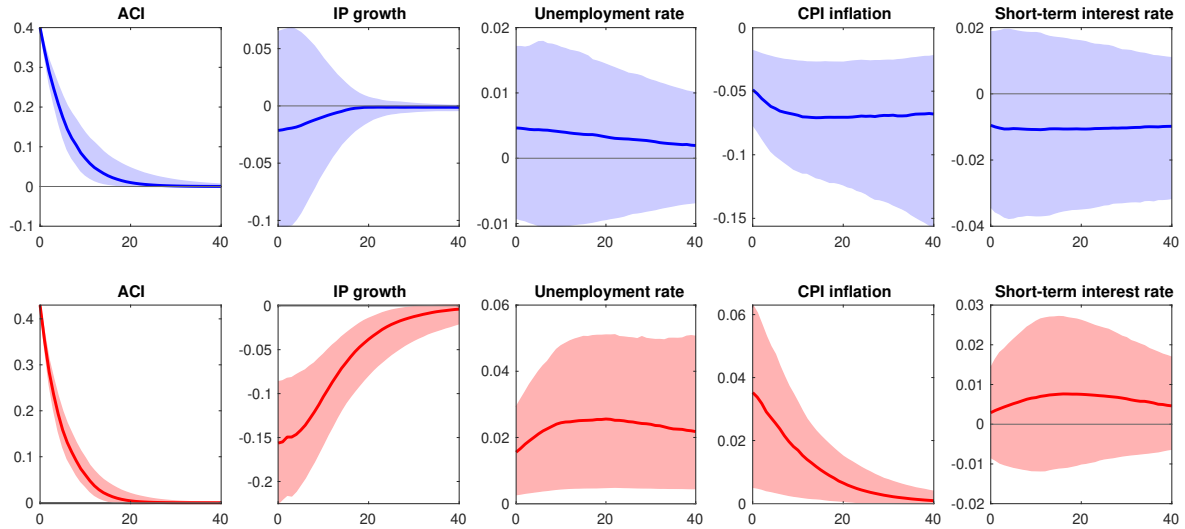 ACI IP growth Unemployment rate CPI inflation Short-term interest rate
0.4 0.05 0.02 0 0.02
0.3 0.01 -0.05 0
0.2 0 0 -0.1 -0.02
0.1 -0.05 -0.01 -0.15 -0.04
0 -0.1
-0.1
0 20 40 0 20 40 0 20 40 0 20 40 0 20 40
ACI IP growth Unemployment rate CPI inflation Short-term interest rate
0.4 0 0.06 0.06 0.03
0.3 -0.05 0.04 0.04 0.02
0.2 -0.1 0.02 0.02 0.01
0.1 -0.15 0 0 0
0 -0.2 -0.01
-0.02
0 20 40 0 20 40 0 20 40 0 20 40 0 20 40